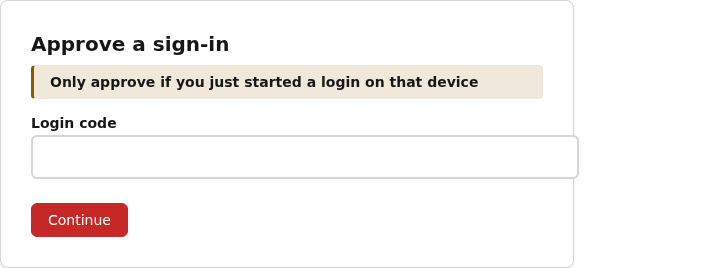 Approve a sign-in
Only approve if you just started a login on that device
Login code
Continue